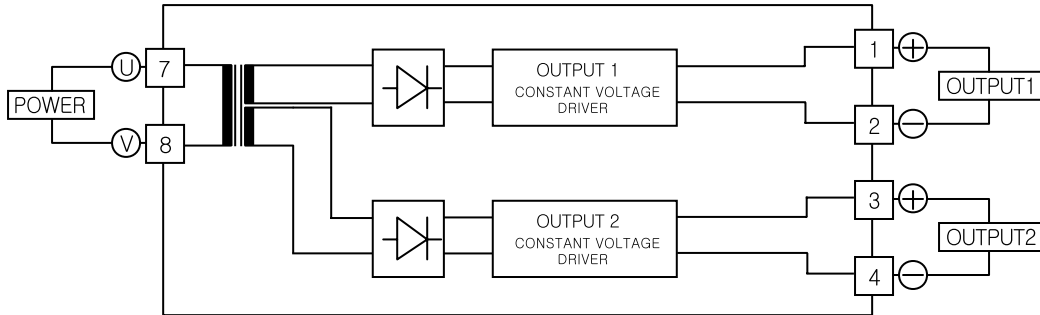 U
7
POWER
V
8
OUTPUT 1
CONSTANT VOLTAGE
DRIVER
1
+
OUTPUT1
2
−
OUTPUT 2
CONSTANT VOLTAGE
DRIVER
3
+
OUTPUT2
4
−